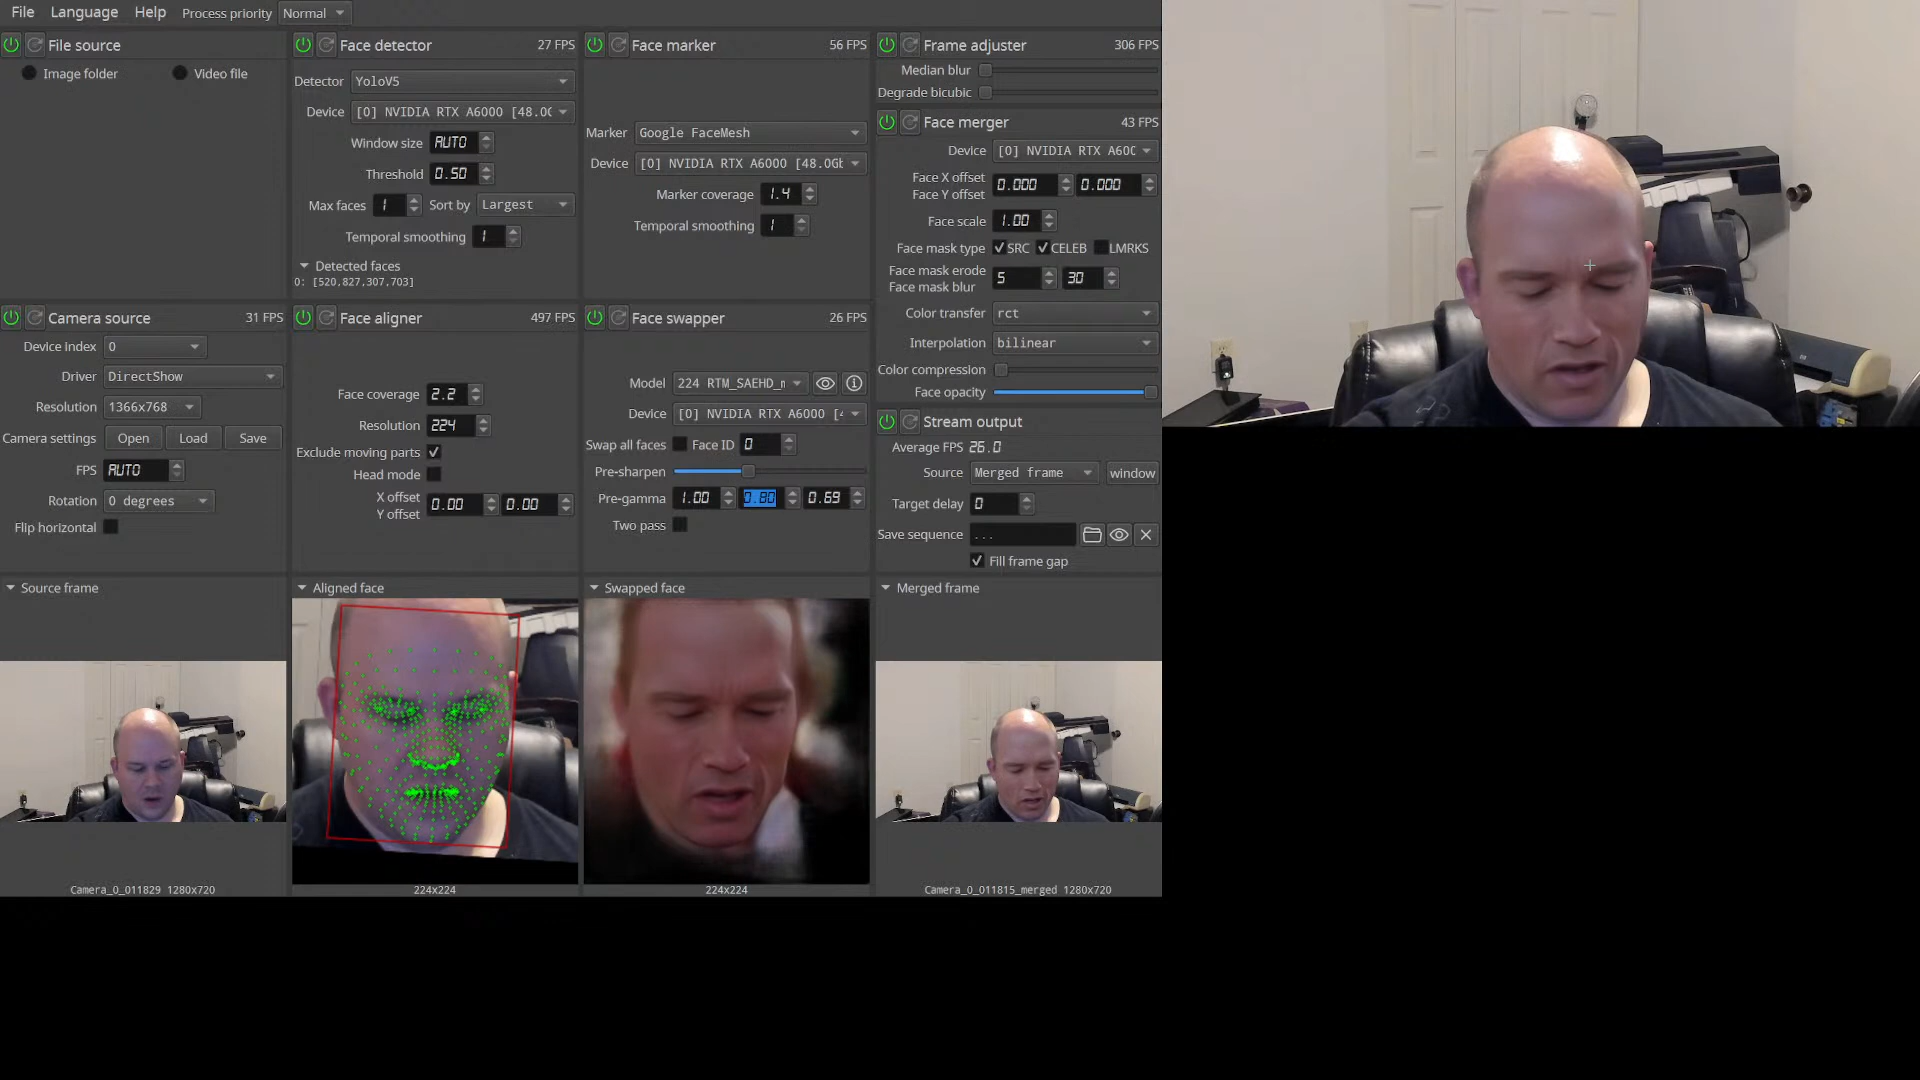 File Language Help Process priority Normal
File source
Image folder Video file
Face detector 27 FPS
Detector YoloV5
Device [0] NVIDIA RTX A6000 [48.0G
Window size AUTO
Threshold 0.50
Max faces 1 Sort by Largest
Temporal smoothing 1
Detected faces
0: [520,827,307,703]
Face marker 56 FPS
Marker Google FaceMesh
Device [0] NVIDIA RTX A6000 [48.0Gb
Marker coverage 1.4
Temporal smoothing 1
Frame adjuster 306 FPS
Median blur
Degrade bicubic
Face merger 43 FPS
Device [0] NVIDIA RTX A60C
Face X offset
Face Y offset
0.000 0.000
Face scale 1.00
Face mask type SRC CELEB LMRKS
Face mask erode
Face mask blur
5 30
Color transfer rct
Interpolation bilinear
Color compression
Face opacity
Camera source 31 FPS
Device index 0
Driver DirectShow
Resolution 1366x768
Camera settings Open Load Save
FPS AUTO
Rotation 0 degrees
Flip horizontal
Face aligner 497 FPS
Face coverage 2.2
Resolution 224
Exclude moving parts
Head mode
X offset
Y offset
0.00 0.00
Face swapper 26 FPS
Model 224 RTM_SAEHD_m
Device [0] NVIDIA RTX A6000 [4
Swap all faces Face ID 0
Pre-sharpen
Pre-gamma 1.00 0.80 0.69
Two pass
Stream output
Average FPS 26.0
Source Merged frame window
Target delay 0
Save sequence ...
Fill frame gap
Source frame
Camera_0_011829 1280x720
Aligned face
224x224
Swapped face
224x224
Merged frame
Camera_0_011815_merged 1280x720